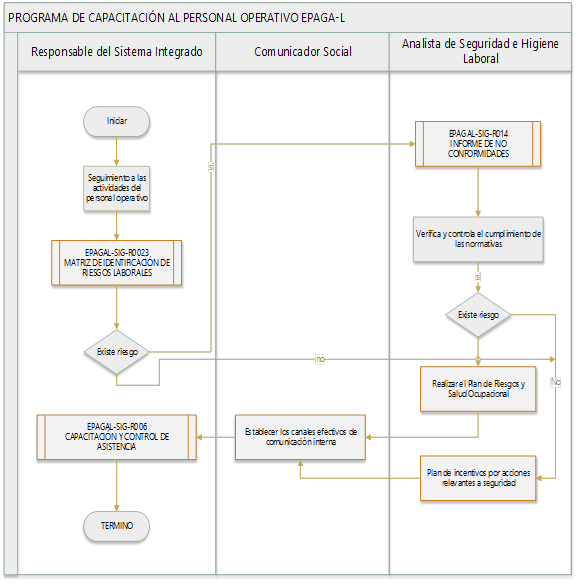 PROGRAMA DE CAPACITACIÓN AL PERSONAL OPERATIVO EPAGA-L
Responsable del Sistema Integrado
Comunicador Social
Analista de Seguridad e Higiene
Laboral
Iniciar
Seguimiento a las
actividades del
personal operativo
EPAGAL-SIG-R0023,
MATRIZ DE IDENTIRCACIÓN DE
RIESGOS LABORALES
Existe riesgo
si
EPAGAL-SIG-R014
INFORME DE NO
CONFORMIDADES
Verifica y controla el cumplimiento de
las normativas
si
Existe riesgo
no
No
Realizar el Plan de Riesgos y
Salud Ocupacional
EPAGAL-SIG-R006
CAPACITACIÓN Y CONTROL DE
ASISTENCIA
Establecer los canales efectivos de
comunicación interna
Plan de incentivos por acciones
relevantes a seguridad
TERMINO